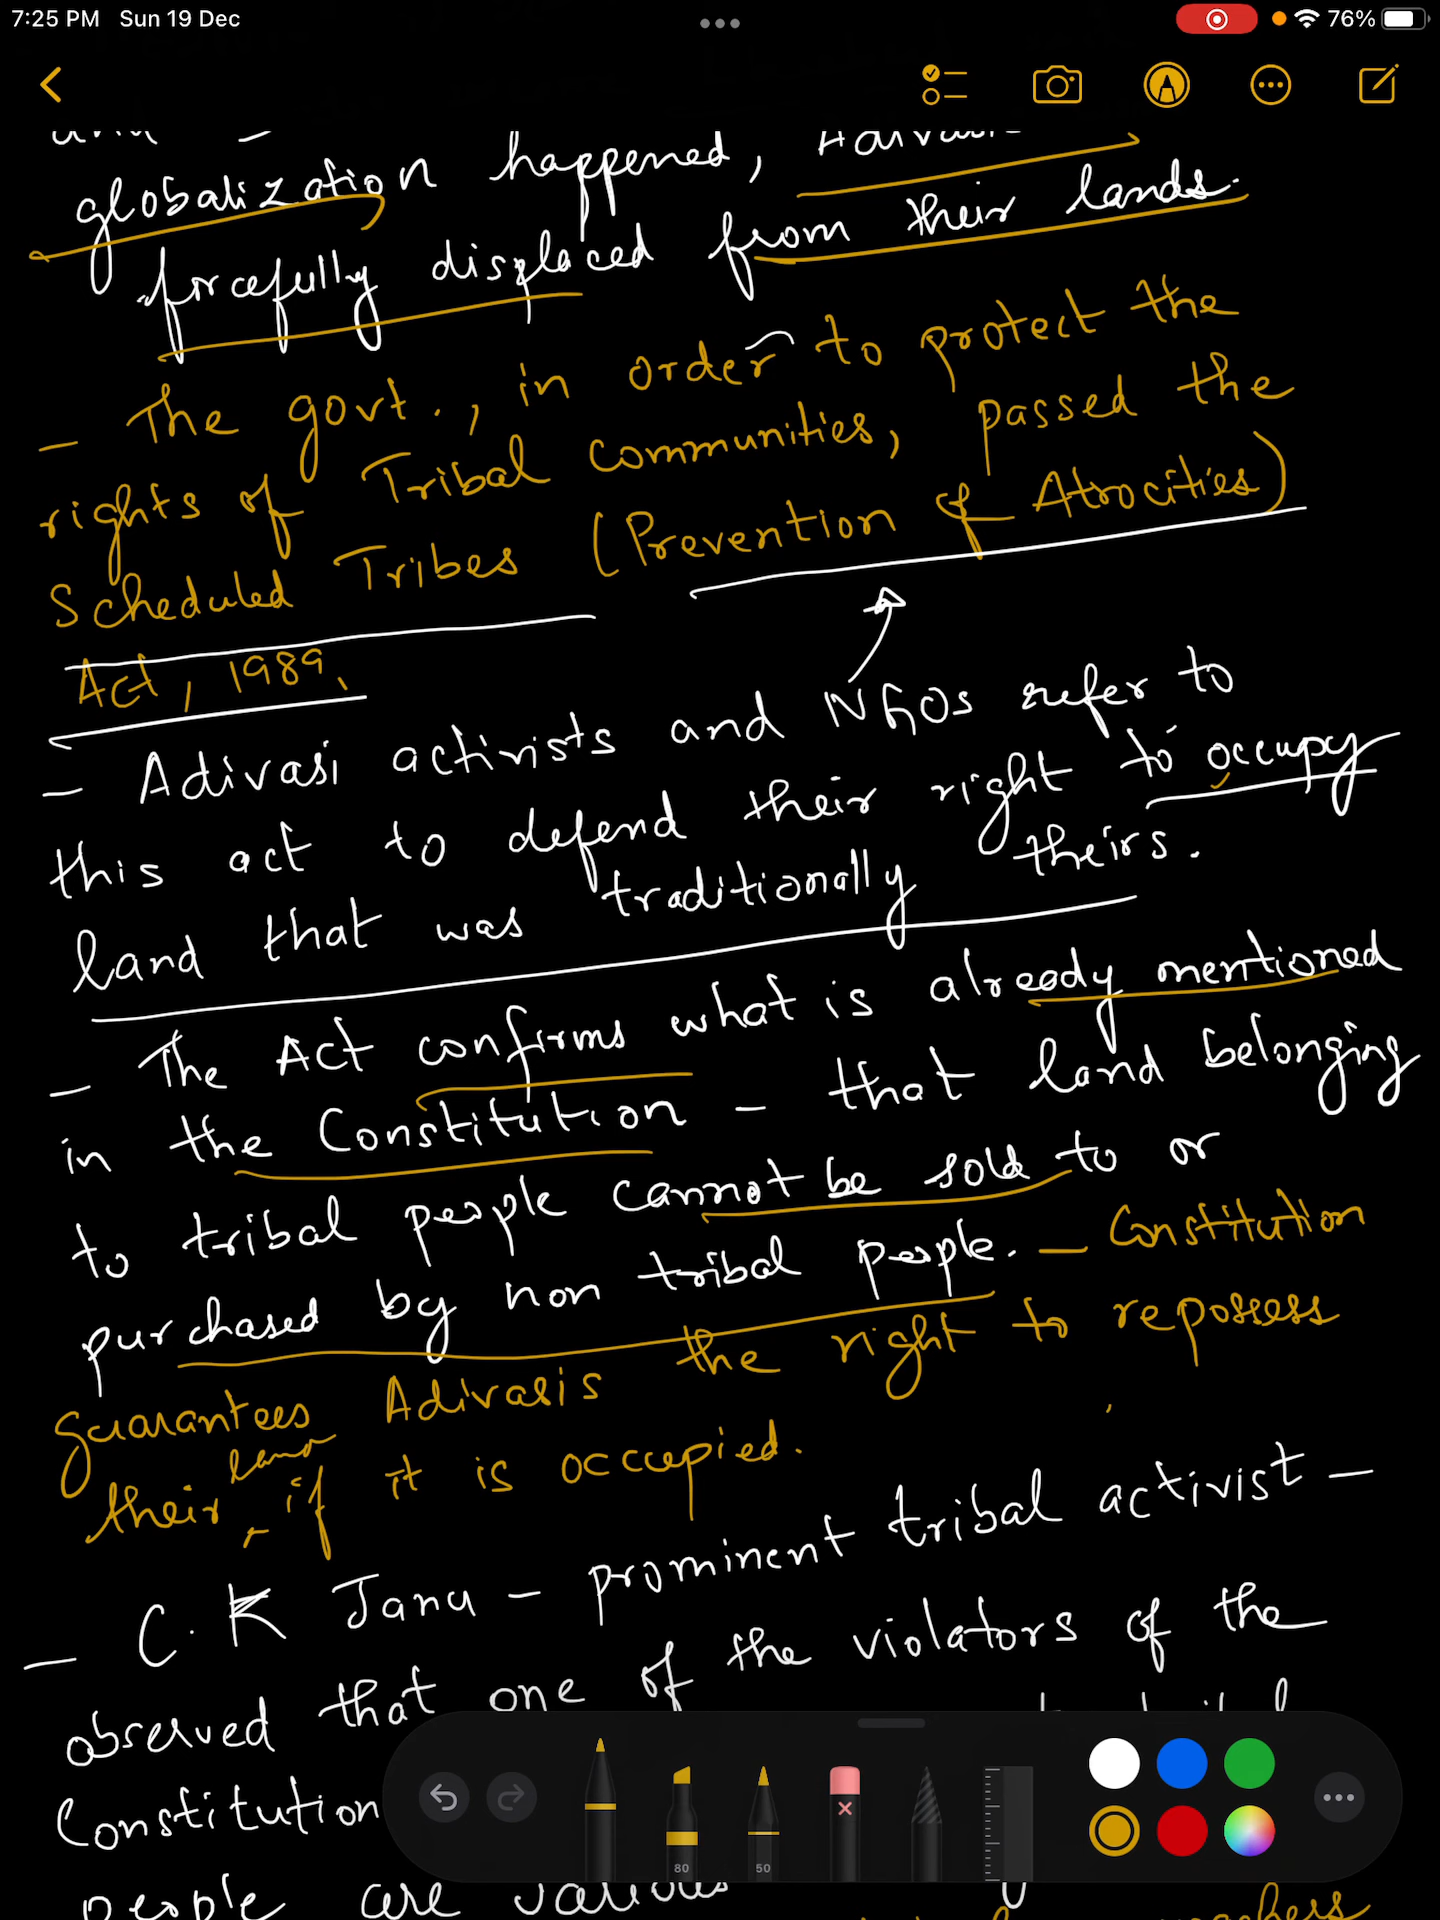 7:25 PM Sun 19 Dec
76%
globalization happened,
forcefully displaced from their lands.
- The govt., in order to protect the
rights of Tribal communities, passed the
Scheduled Tribes (Prevention of Atrocities)
Act, 1989.
- Adivasi activists and NGOs refer to
this act to defend their right to occupy
land that was traditionally theirs.
- The Act confirms what is already mentioned
in the Constitution - that land belonging
to tribal people cannot be sold to or
purchased by non tribal people. - Constitution
guarantees Adivasis the right to repossess
their land if it is occupied.
- C. K Janu - prominent tribal activist -
observed that one of the violators of the
Constitution
people are various
80
50